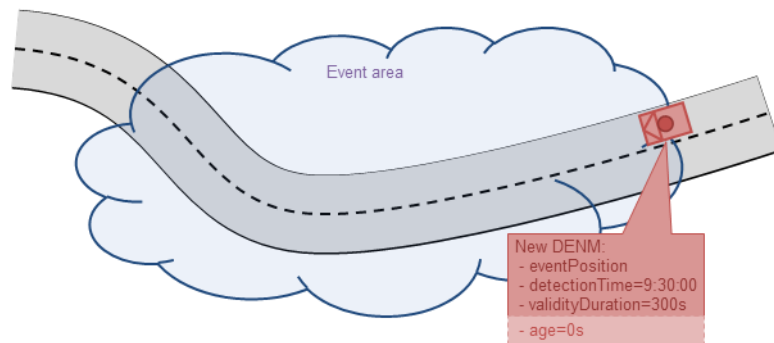 Event area
New DENM:
- eventPosition
- detectionTime=9:30:00
- validityDuration=300s
- age=0s